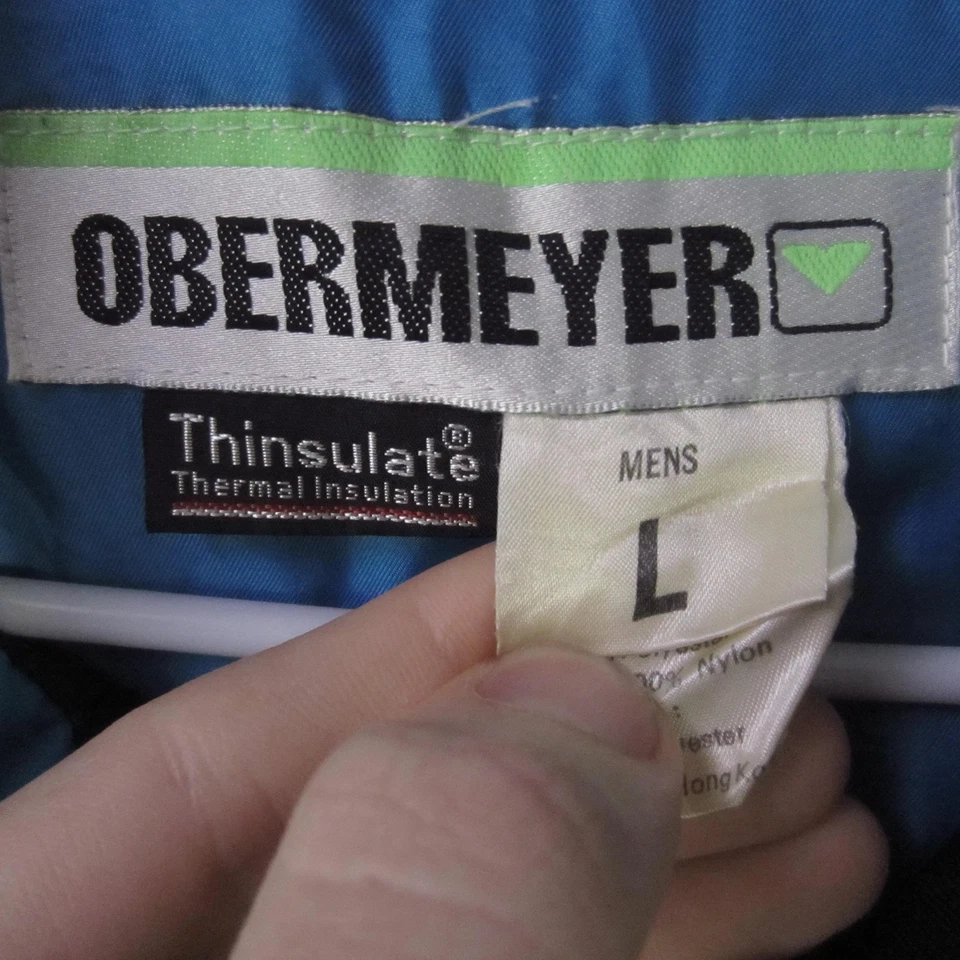 OBERMEYER
Thinsulate®
Thermal Insulation
MENS
L
Nylon